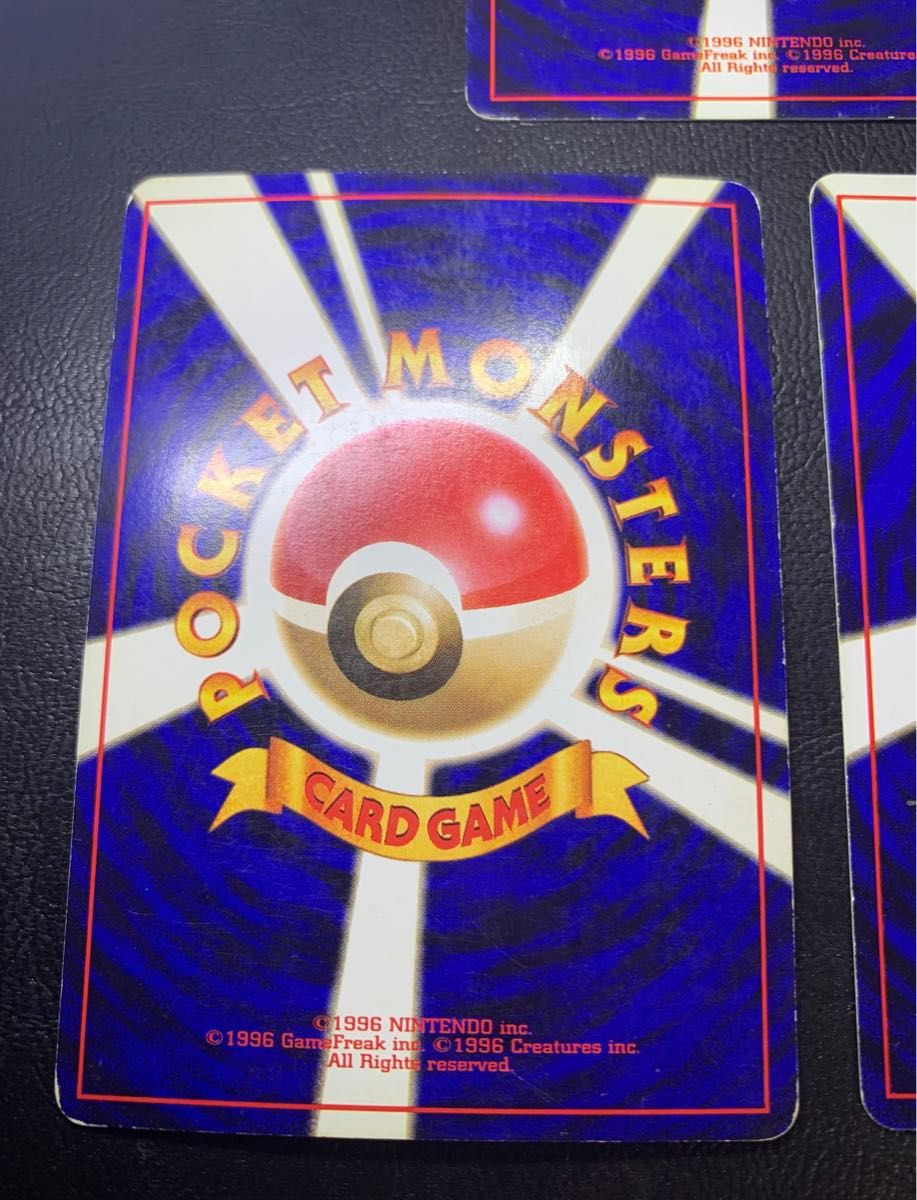 ©1996 NINTENDO inc.
©1996 GameFreak inc. ©1996 Creature
All Rights reserved.
POCKET MONSTERS
CARD GAME
©1996 NINTENDO inc.
©1996 GameFreak inc. ©1996 Creatures inc.
All Rights reserved.